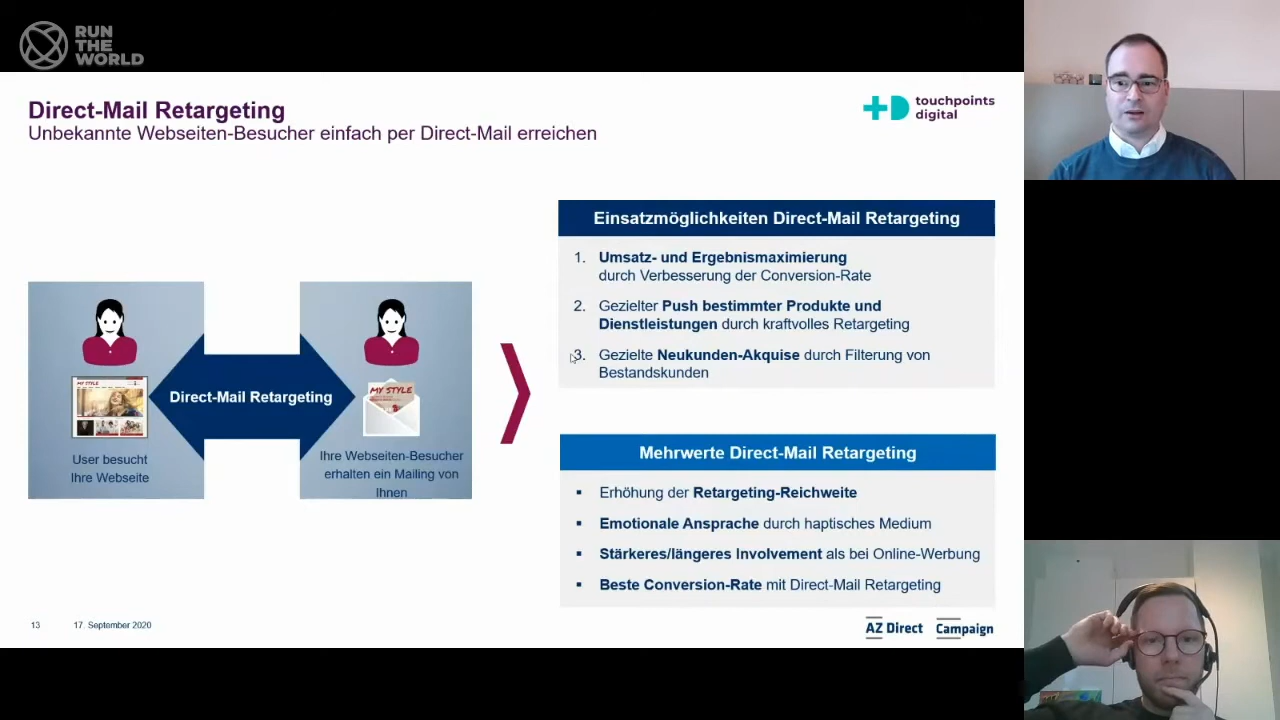 RUN
THE
WORLD
Direct-Mail Retargeting
Unbekannte Webseiten-Besucher einfach per Direct-Mail erreichen
touchpoints
digital
MY STYLE
User besucht
Ihre Webseite
Direct-Mail Retargeting
MY STYLE
Ihre Webseiten-Besucher
erhalten ein Mailing von
Ihnen
Einsatzmöglichkeiten Direct-Mail Retargeting
1. Umsatz- und Ergebnismaximierung
durch Verbesserung der Conversion-Rate
2. Gezielter Push bestimmter Produkte und
Dienstleistungen durch kraftvolles Retargeting
3. Gezielte Neukunden-Akquise durch Filterung von
Bestandskunden
Mehrwerte Direct-Mail Retargeting
▪ Erhöhung der Retargeting-Reichweite
▪ Emotionale Ansprache durch haptisches Medium
▪ Stärkeres/längeres Involvement als bei Online-Werbung
▪ Beste Conversion-Rate mit Direct-Mail Retargeting
13 17. September 2020
AZ Direct Campaign